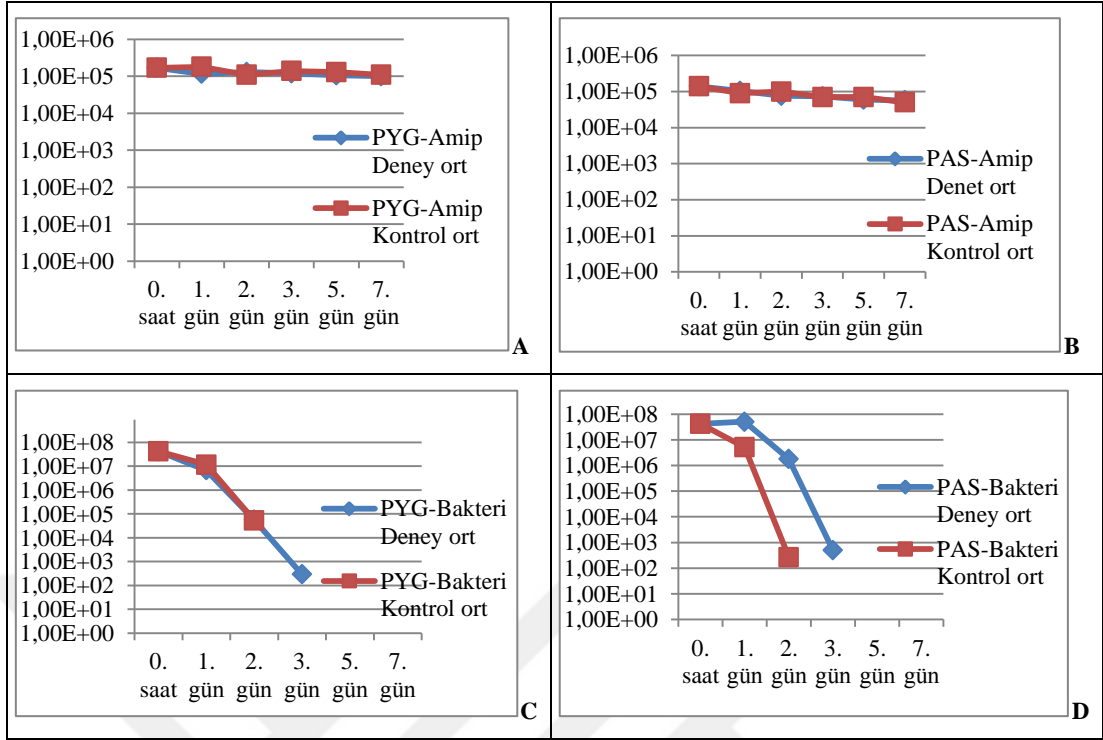 1,00E+06
1,00E+05
1,00E+04
1,00E+03
1,00E+02
1,00E+01
1,00E+00
PYG-Amip
Deney ort
PYG-Amip
Kontrol ort
0. 1. 2. 3. 5. 7.
saat gün gün gün gün gün
A
1,00E+06
1,00E+05
1,00E+04
1,00E+03
1,00E+02
1,00E+01
1,00E+00
PAS-Amip
Denet ort
PAS-Amip
Kontrol ort
0. 1. 2. 3. 5. 7.
saat gün gün gün gün gün
B
1,00E+08
1,00E+07
1,00E+06
1,00E+05
1,00E+04
1,00E+03
1,00E+02
1,00E+01
1,00E+00
PYG-Bakteri
Deney ort
PYG-Bakteri
Kontrol ort
0. 1. 2. 3. 5. 7.
saat gün gün gün gün gün
C
1,00E+08
1,00E+07
1,00E+06
1,00E+05
1,00E+04
1,00E+03
1,00E+02
1,00E+01
1,00E+00
PAS-Bakteri
Deney ort
PAS-Bakteri
Kontrol ort
0. 1. 2. 3. 5. 7.
saat gün gün gün gün gün
D